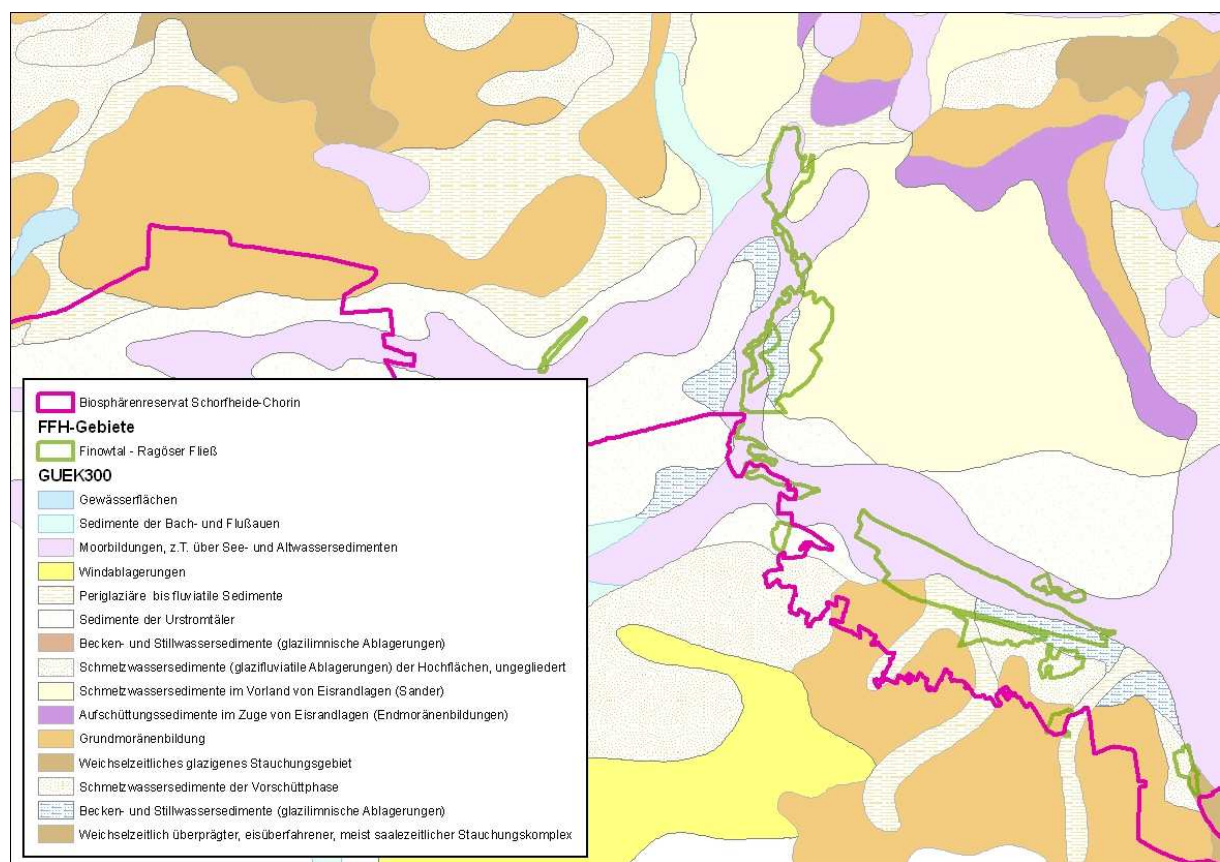 Biosphärenreservat Schorfheide-Chorin
FFH-Gebiete
Finowtal - Ragöser Fließ
GUEK300
Gewässerflächen
Sedimente der Bach- und Flußauen
Moorbildungen, z.T. über See- und Altwassersedimenten
Windablagerungen
Periglaziäre bis fluviatile Sedimente
Sedimente der Urstromtäler
Becken- und Stillwassersedimente (glazilimnische Ablagerungen)
Schmelzwassersedimente (glazifluviatile Ablagerungen) der Hochflächen, ungegliedert
Schmelzwassersedimente im Vorland von Eisrandlagen (Sander)
Aufschüttungssedimente im Zuge von Eisrandlagen (Endmoränenbildungen)
Grundmoränenbildung
Weichselzeitliches glazigenes Stauchungsgebiet
Schmelzwassersedimente der Vorschüttphase
Becken- und Stillwassersedimente (glazilimnische Ablagerungen)
Weichselzeitlich überprägter, eisüberfahrener, meist saalezeitlicher Stauchungskomplex